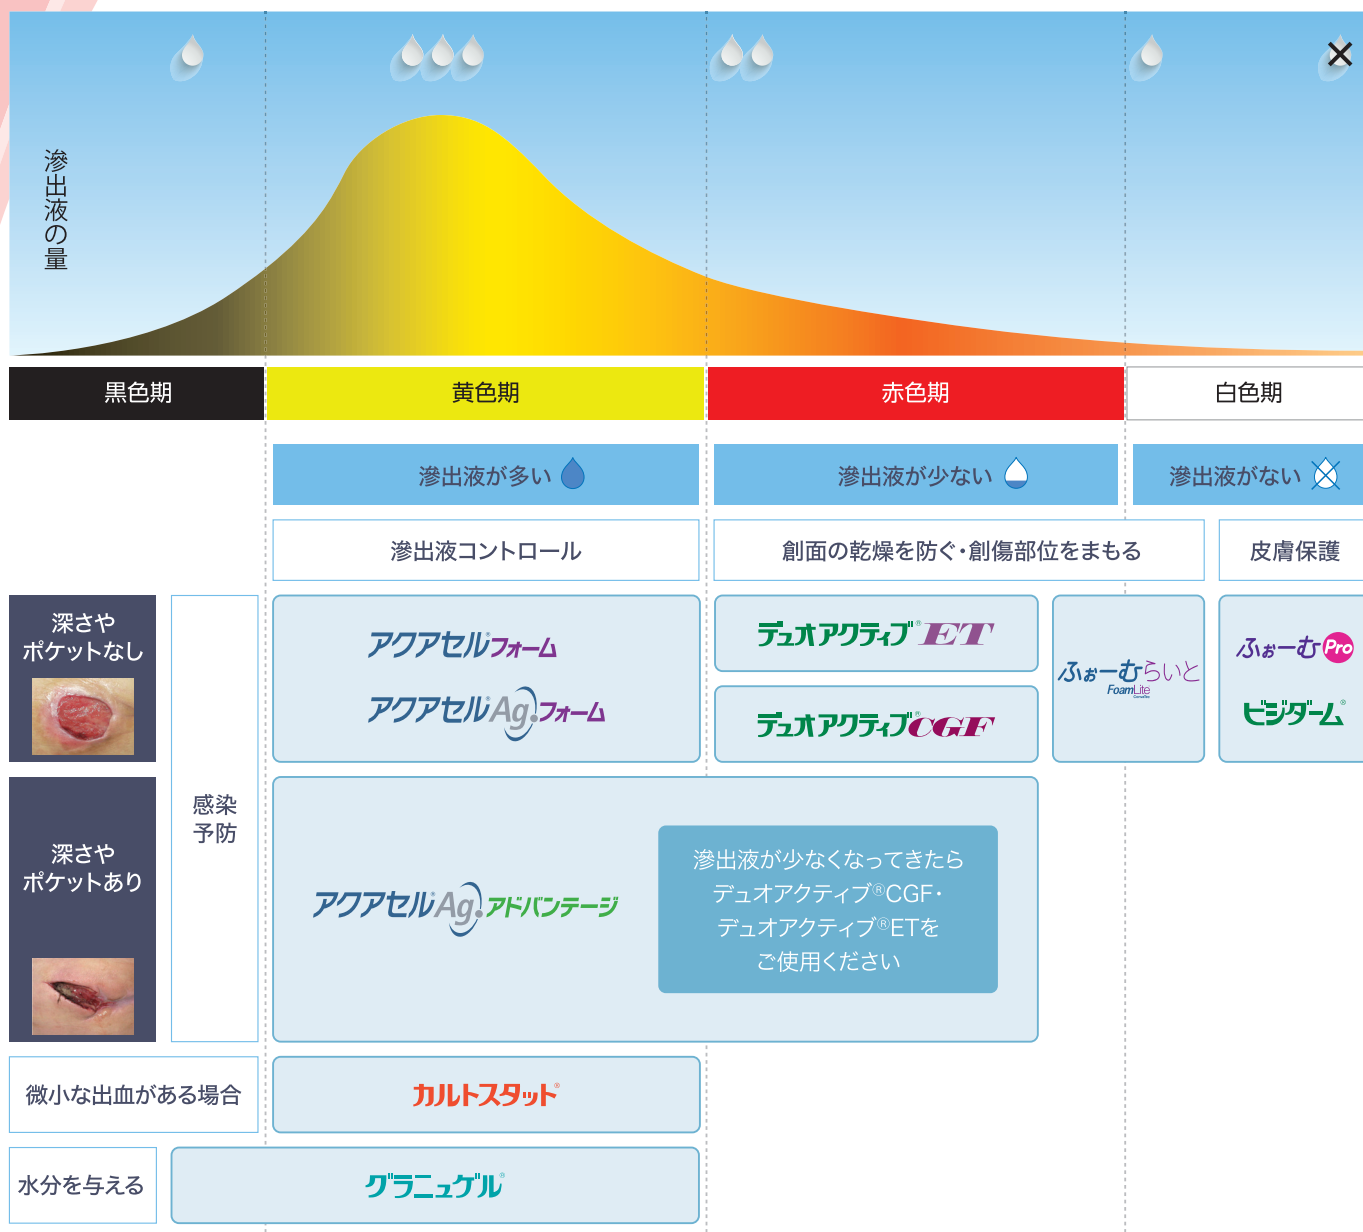 滲出液の量
黒色期
黄色期
赤色期
白色期
滲出液が多い
滲出液が少ない
滲出液がない
滲出液コントロール
創面の乾燥を防ぐ・創傷部位をまもる
皮膚保護
深さや
ポケットなし
感染
予防
アクアセル®フォーム
アクアセル®Ag.フォーム
デュオアクティブ®ET
デュオアクティブ®CGF
ふぉーむらいと
FoamLite
ConvaTec
ふぉーむPro
ビジダーム®
深さや
ポケットあり
アクアセル®Ag.アドバンテージ
滲出液が少なくなってきたら
デュオアクティブ®CGF・
デュオアクティブ®ETを
ご使用ください
微小な出血がある場合
カルトスタット®
水分を与える
グラニュゲル®